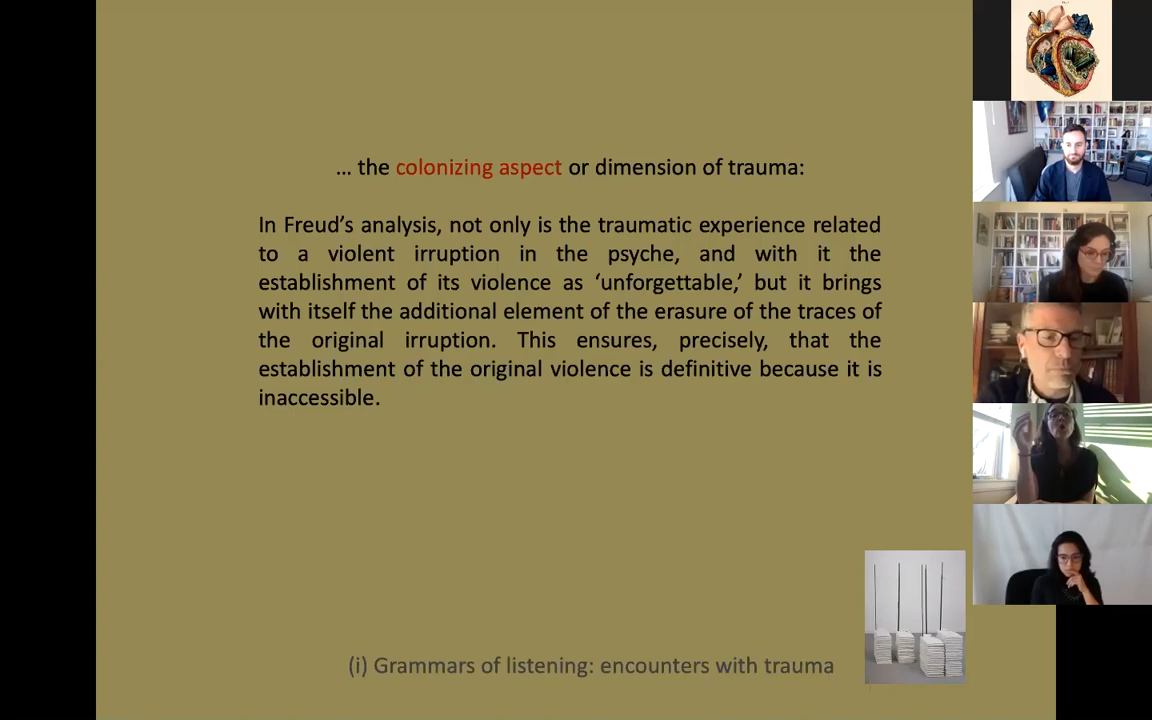 … the colonizing aspect or dimension of trauma:
In Freud’s analysis, not only is the traumatic experience related
to a violent irruption in the psyche, and with it the
establishment of its violence as ‘unforgettable,’ but it brings
with itself the additional element of the erasure of the traces of
the original irruption. This ensures, precisely, that the
establishment of the original violence is definitive because it is
inaccessible.
(i) Grammars of listening: encounters with trauma